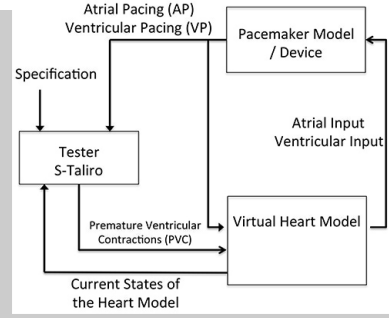 Atrial Pacing (AP)
Ventricular Pacing (VP)
Pacemaker Model
/ Device
Specification
Atrial Input
Ventricular Input
Tester
S-Taliro
Premature Ventricular
Contractions (PVC)
Virtual Heart Model
Current States of
the Heart Model